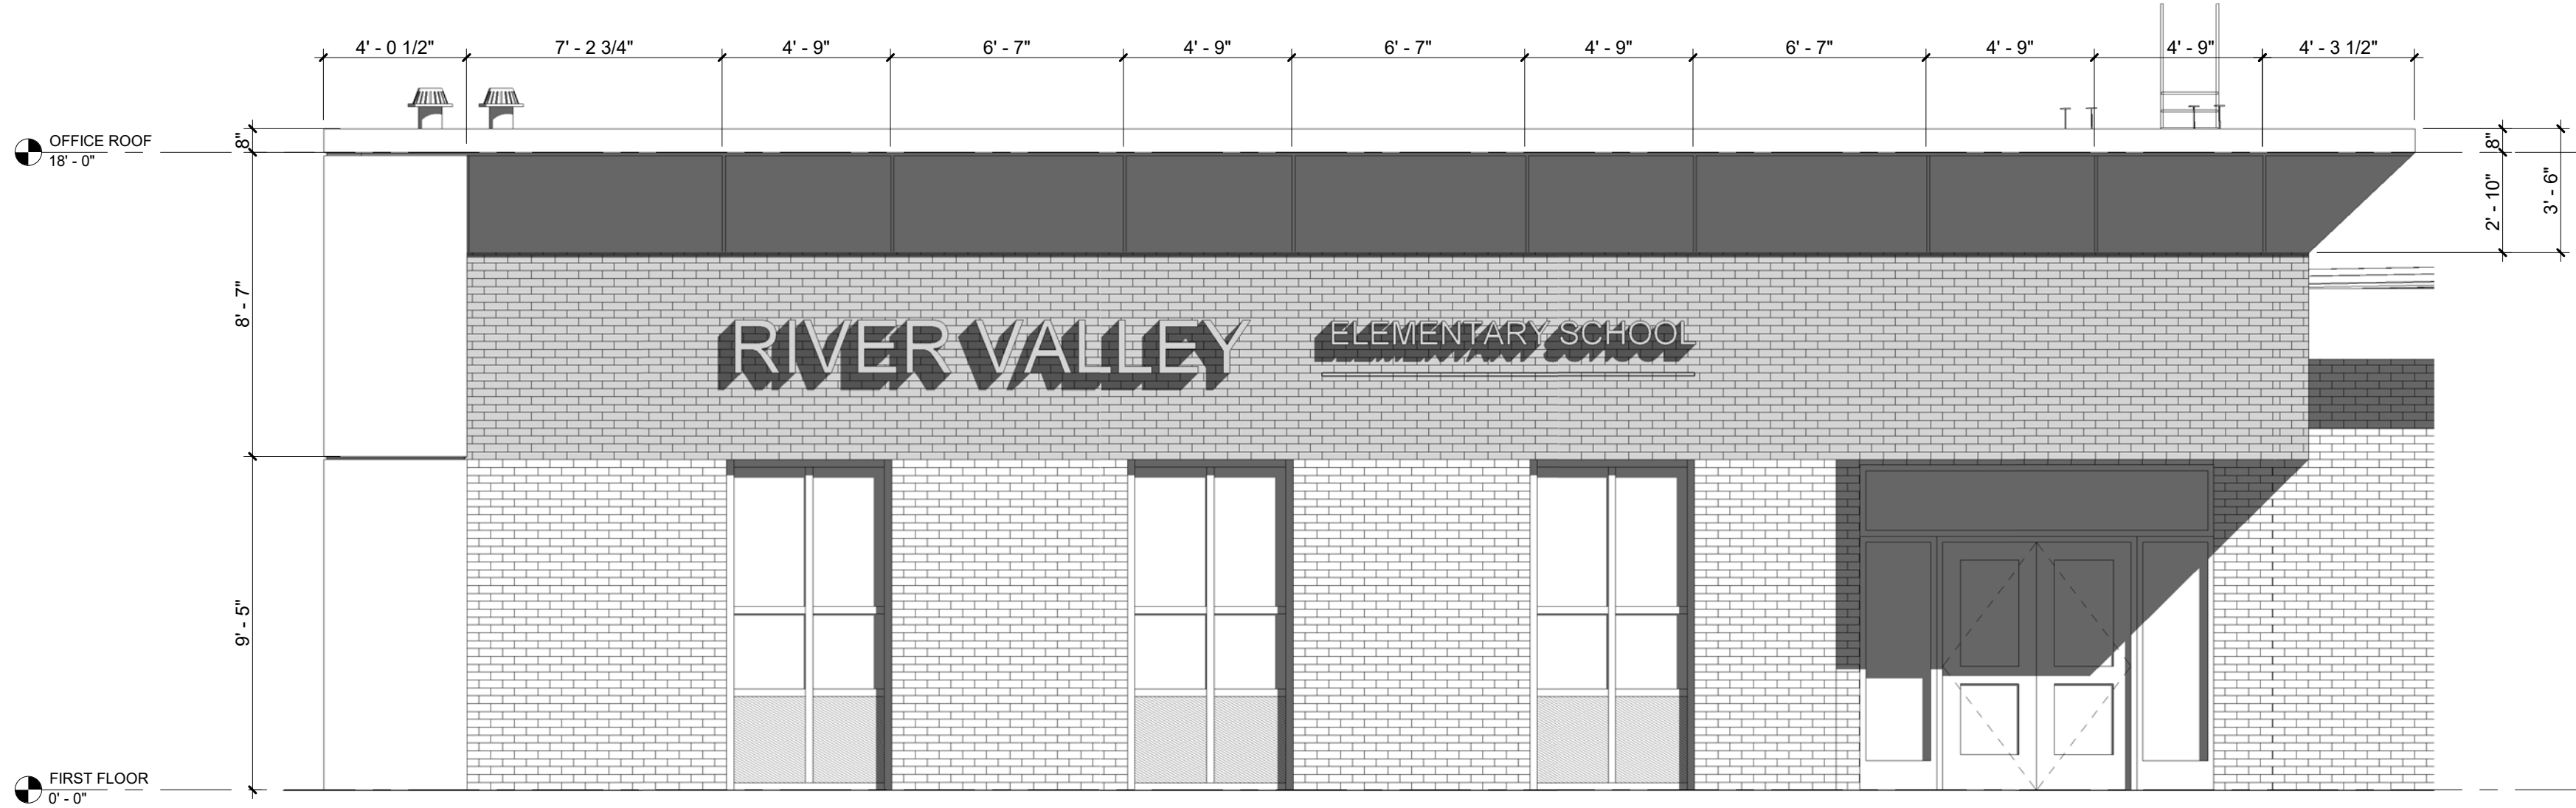 4' - 0 1/2" 7' - 2 3/4" 4' - 9" 6' - 7" 4' - 9" 6' - 7" 4' - 9" 6' - 7" 4' - 9" 4' - 9" 4' - 3 1/2"
OFFICE ROOF
18' - 0"
8"
8"
2' - 10"
3' - 6"
8' - 7"
RIVER VALLEY ELEMENTARY SCHOOL
9' - 5"
FIRST FLOOR
0' - 0"